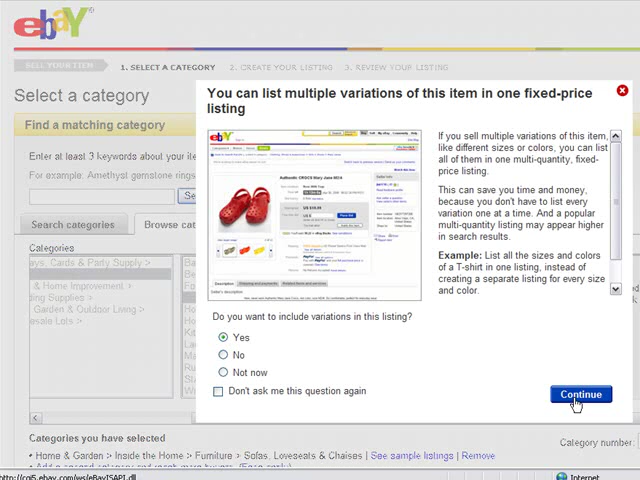 ebaY
SELL YOUR ITEM 1. SELECT A CATEGORY 2. CREATE YOUR LISTING 3. REVIEW YOUR LISTING
Select a category
Find a matching category
Enter at least 3 keywords about your ite
For example: Amethyst gemstone rings
Search categories
Browse cat
Categories
Cards & Party Supply >
& Home Improvement >
Supplies >
Garden & Outdoor Living >
Lots >
You can list multiple variations of this item in one fixed-price
listing
ebaY
Authentic CROCS Mary Jane
If you sell multiple variations of this item,
like different sizes or colors, you can list
all of them in one multi-quantity, fixed-
price listing.
This can save you time and money,
because you don't have to list every
variation one at a time. And a popular
multi-quantity listing may appear higher
in search results.
Example: List all the sizes and colors
of a T-shirt in one listing, instead of
creating a separate listing for every size
and color.
Do you want to include variations in this listing?
Yes
No
Not now
Don't ask me this question again
Continue
Categories you have selected
Category number:
• Home & Garden > Inside the Home > Furniture > Sofas, Loveseats & Chaises | See sample listings | Remove
http://cgi5.ebay.com/ws/eBayISAPI.dll
Internet